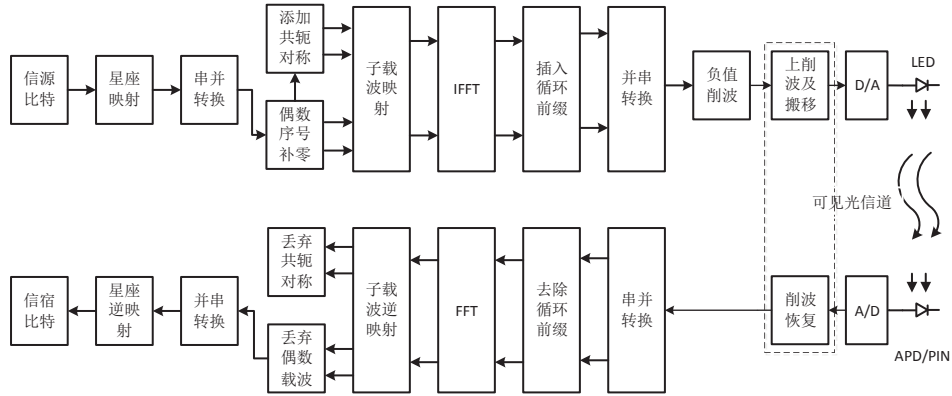 信源
比特
星座
映射
串并
转换
添加
共轭
对称
偶数
序号
补零
子载
波映
射
IFFT
插入
循环
前缀
并串
转换
负值
削波
上削
波及
搬移
D/A
LED
可见光信道
信宿
比特
星座
逆映
射
并串
转换
丢弃
共轭
对称
丢弃
偶数
载波
子载
波逆
映射
FFT
去除
循环
前缀
串并
转换
削波
恢复
A/D
APD/PIN